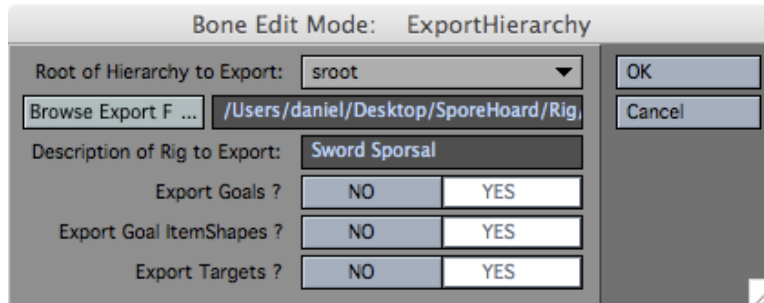 Bone Edit Mode: ExportHierarchy
Root of Hierarchy to Export: sroot OK
Browse Export F ... /Users/daniel/Desktop/SporeHoard/Rig, Cancel
Description of Rig to Export: Sword Sporsal
Export Goals ? NO YES
Export Goal ItemShapes ? NO YES
Export Targets ? NO YES